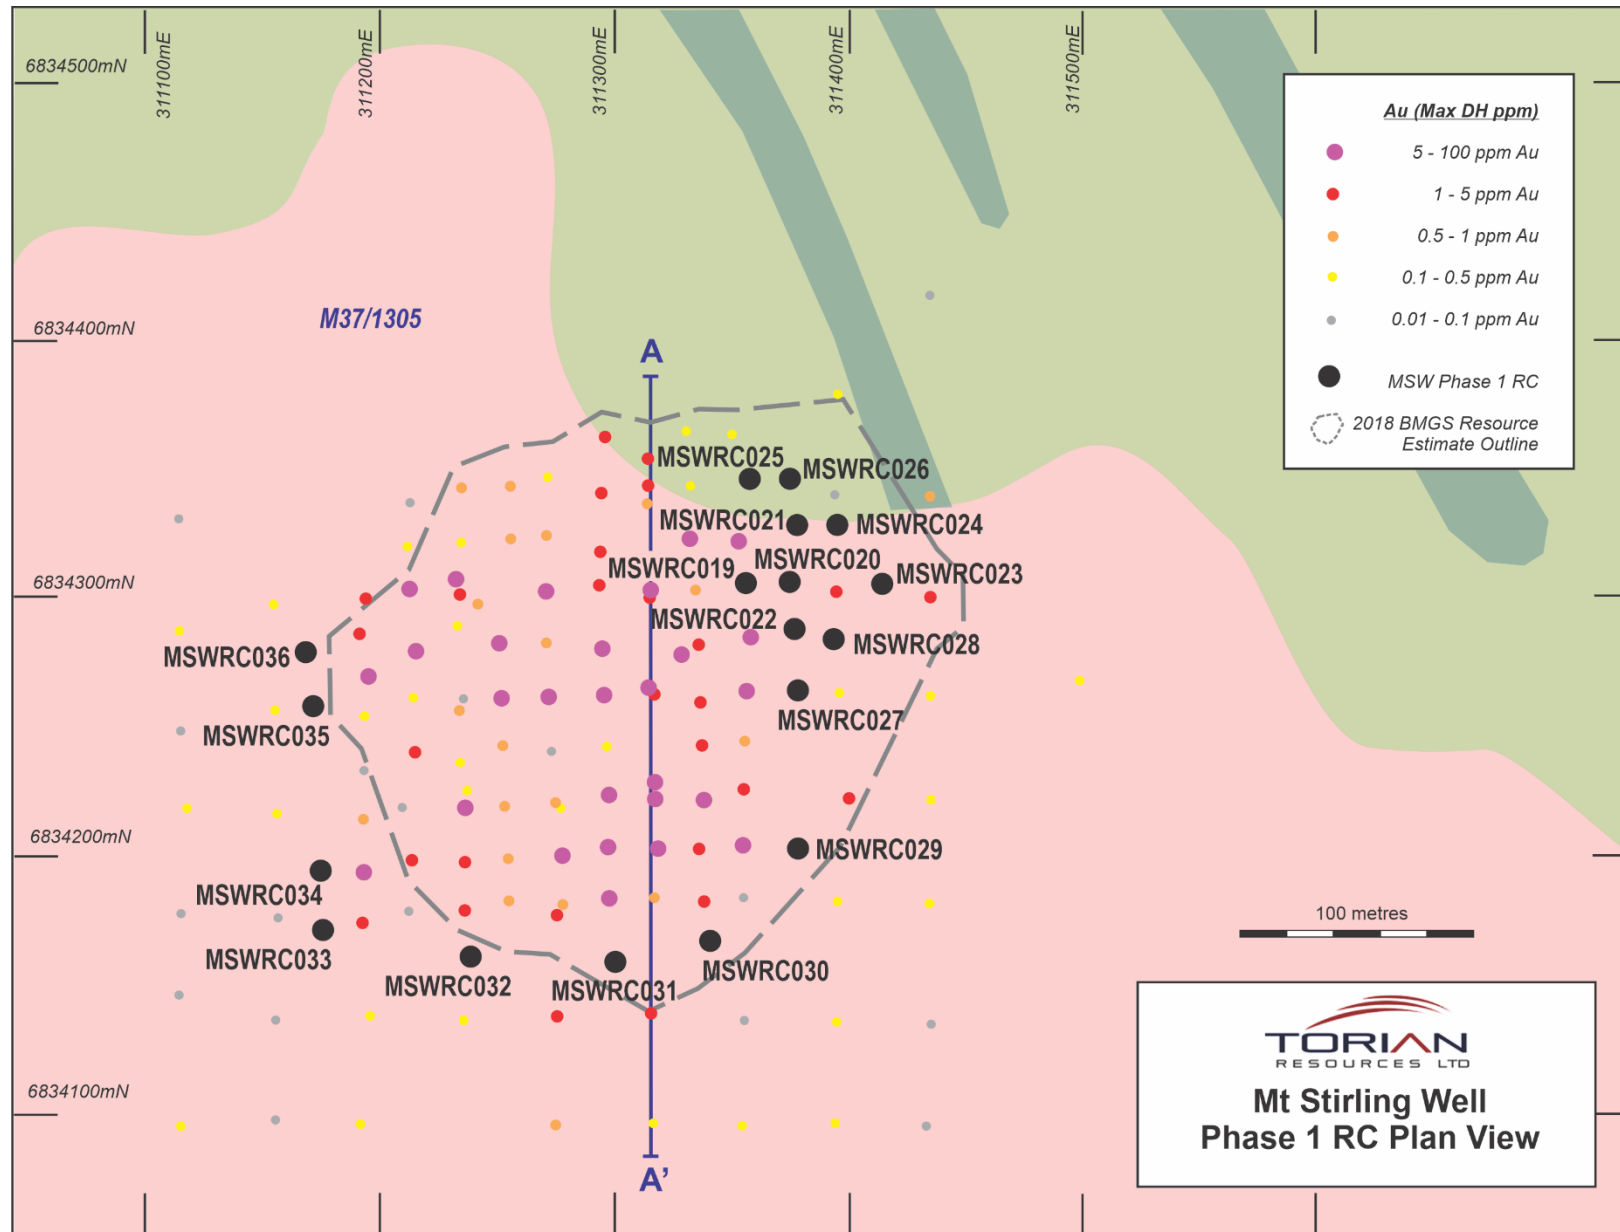 311100mE
311200mE
311300mE
311400mE
311500mE
6834500mN
6834400mN
6834300mN
6834200mN
6834100mN
M37/1305
A
MSWRC025
MSWRC026
MSWRC021
MSWRC024
MSWRC020
MSWRC019
MSWRC023
MSWRC022
MSWRC028
MSWRC036
MSWRC027
MSWRC035
MSWRC029
MSWRC034
MSWRC033
MSWRC030
MSWRC032
MSWRC031
A'
Au (Max DH ppm)
5 - 100 ppm Au
1 - 5 ppm Au
0.5 - 1 ppm Au
0.1 - 0.5 ppm Au
0.01 - 0.1 ppm Au
MSW Phase 1 RC
2018 BMGS Resource
Estimate Outline
100 metres
TORIAN
RESOURCES LTD
Mt Stirling Well
Phase 1 RC Plan View